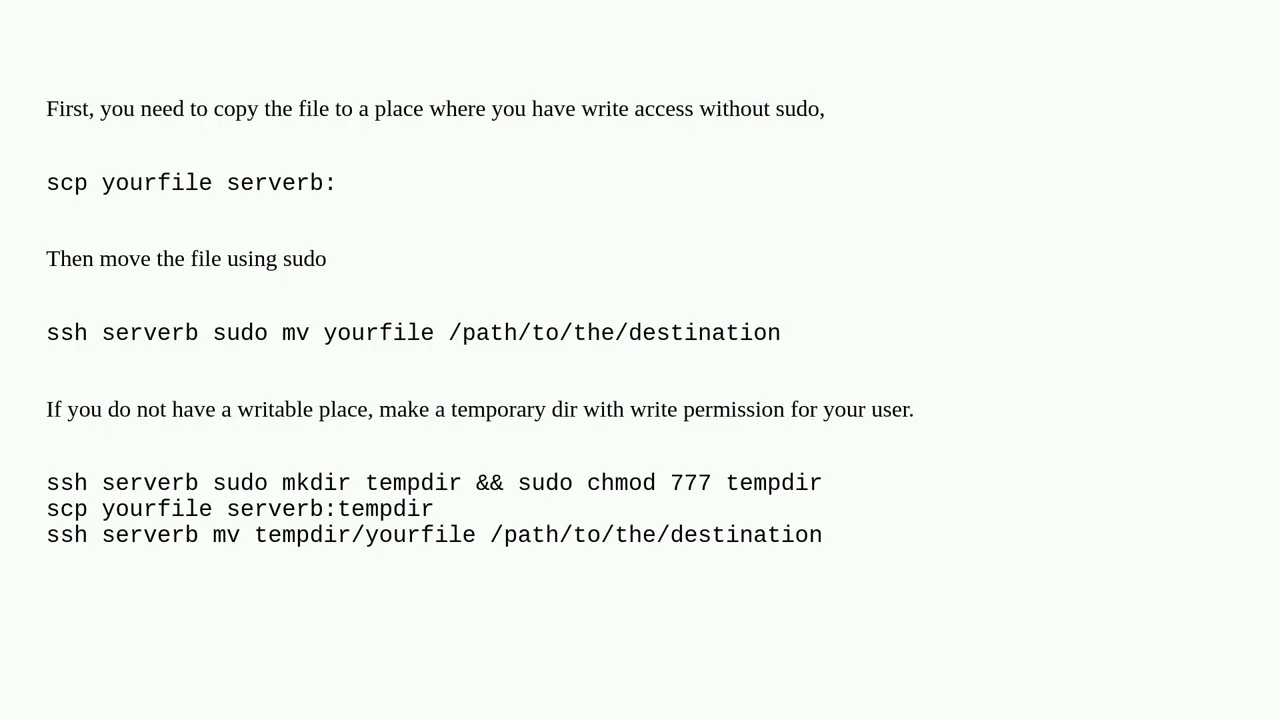 First, you need to copy the file to a place where you have write access without sudo,
scp yourfile serverb:
Then move the file using sudo
ssh serverb sudo mv yourfile /path/to/the/destination
If you do not have a writable place, make a temporary dir with write permission for your user.
ssh serverb sudo mkdir tempdir && sudo chmod 777 tempdir
scp yourfile serverb:tempdir
ssh serverb mv tempdir/yourfile /path/to/the/destination